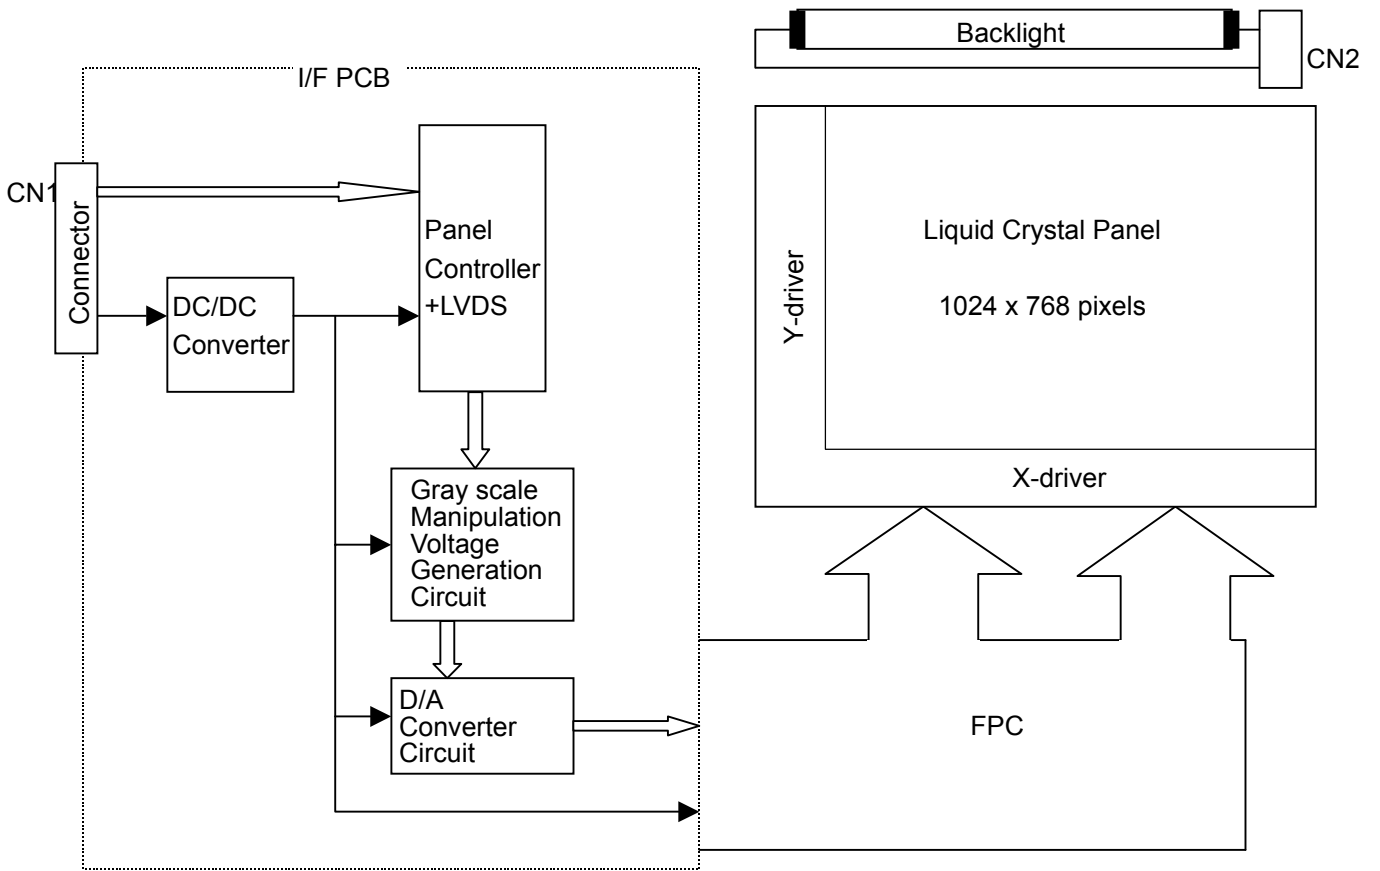 Backlight
CN2
I/F PCB
CN1
Connector
Panel
Controller
+LVDS
DC/DC
Converter
Liquid Crystal Panel
1024 x 768 pixels
Y-driver
X-driver
Gray scale
Manipulation
Voltage
Generation
Circuit
D/A
Converter
Circuit
FPC